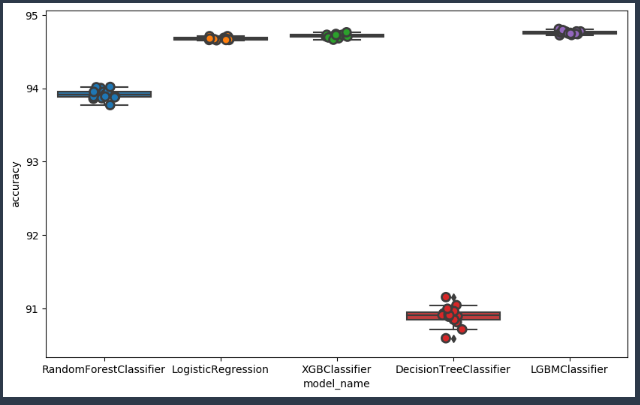 95
94
93
92
91
accuracy
RandomForestClassifier LogisticRegression XGBClassifier DecisionTreeClassifier LGBMClassifier
model_name